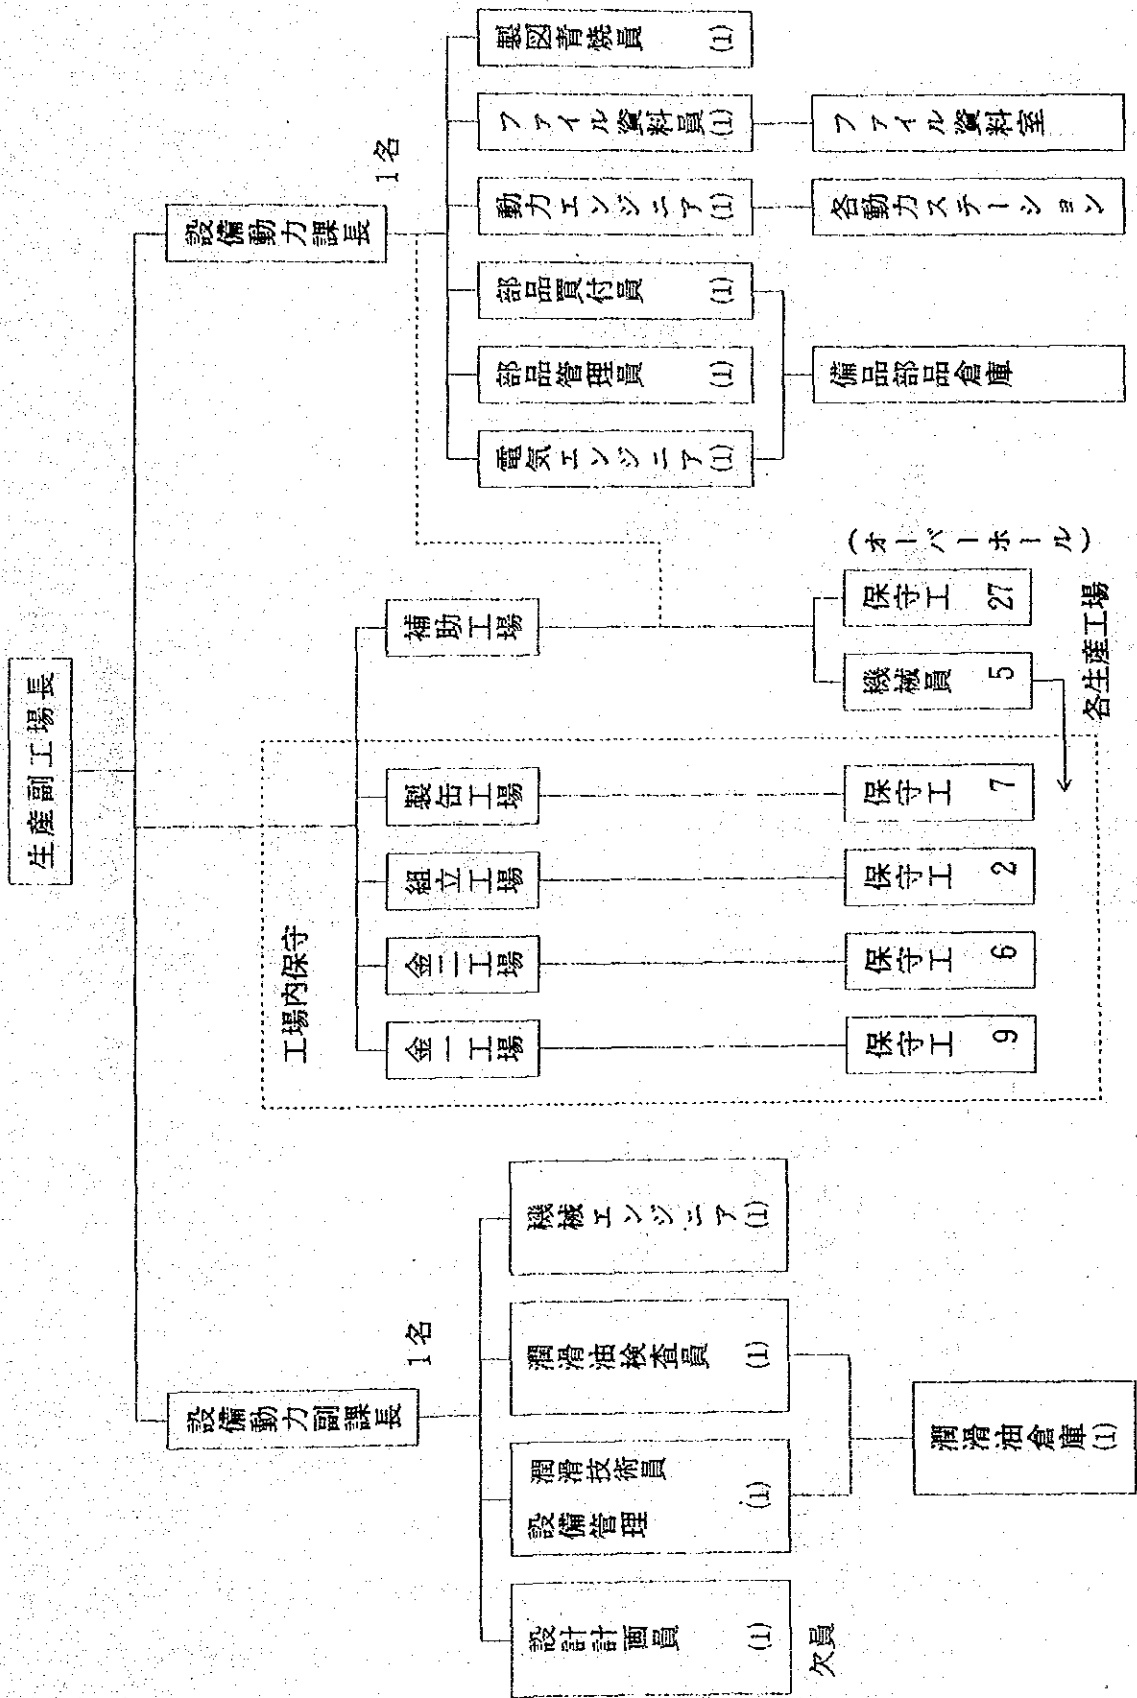 生産副工場長
設備動力副課長
1名
設備動力課長
1名
工場内保守
金一工場
金二工場
組立工場
製缶工場
補助工場
設計計画員 (1)
欠員
潤滑技術員
設備管理 (1)
潤滑油検査員 (1)
機械エンジニア(1)
潤滑油倉庫(1)
保守工 9
保守工 6
保守工 2
保守工 7
機械員 5
保守工 27
(オーバーホール)
各生産工場
電気エンジニア(1)
部品管理員 (1)
部品買付員 (1)
動力エンジニア(1)
ファイル資料員(1)
製図青焼員 (1)
備品部品倉庫
各動力ステーション
ファイル資料室